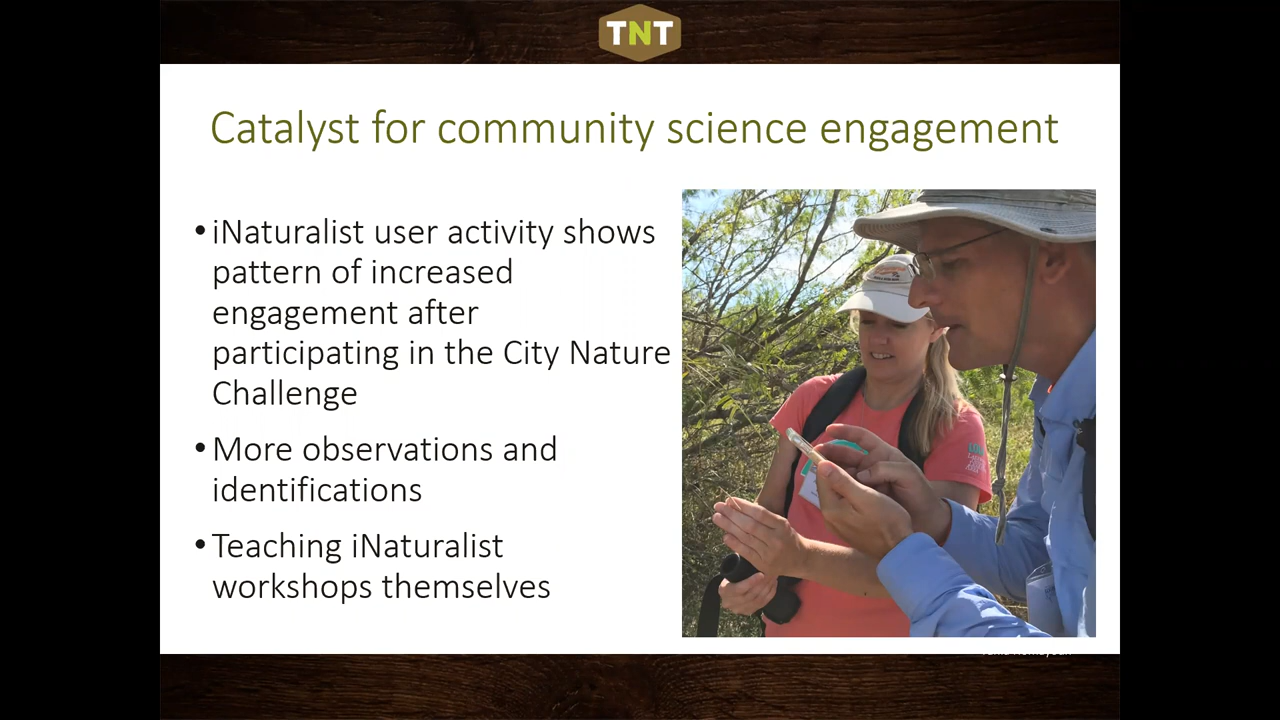 TNT
Catalyst for community science engagement
•iNaturalist user activity shows
pattern of increased
engagement after
participating in the City Nature
Challenge
•More observations and
identifications
•Teaching iNaturalist
workshops themselves